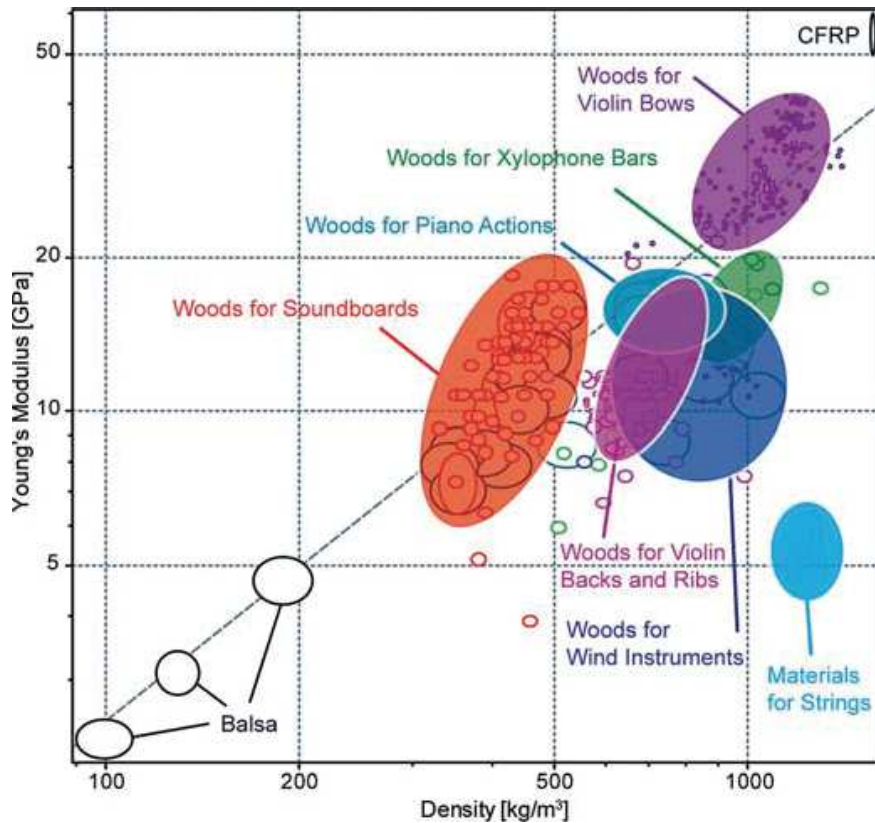 50
CFRP
Woods for
Violin Bows
Woods for Xylophone Bars
Woods for Piano Actions
20
Woods for Soundboards
10
Young's Modulus [GPa]
5
Woods for Violin
Backs and Ribs
Woods for
Wind Instruments
Materials
for Strings
Balsa
100
200
500
1000
Density [kg/m³]